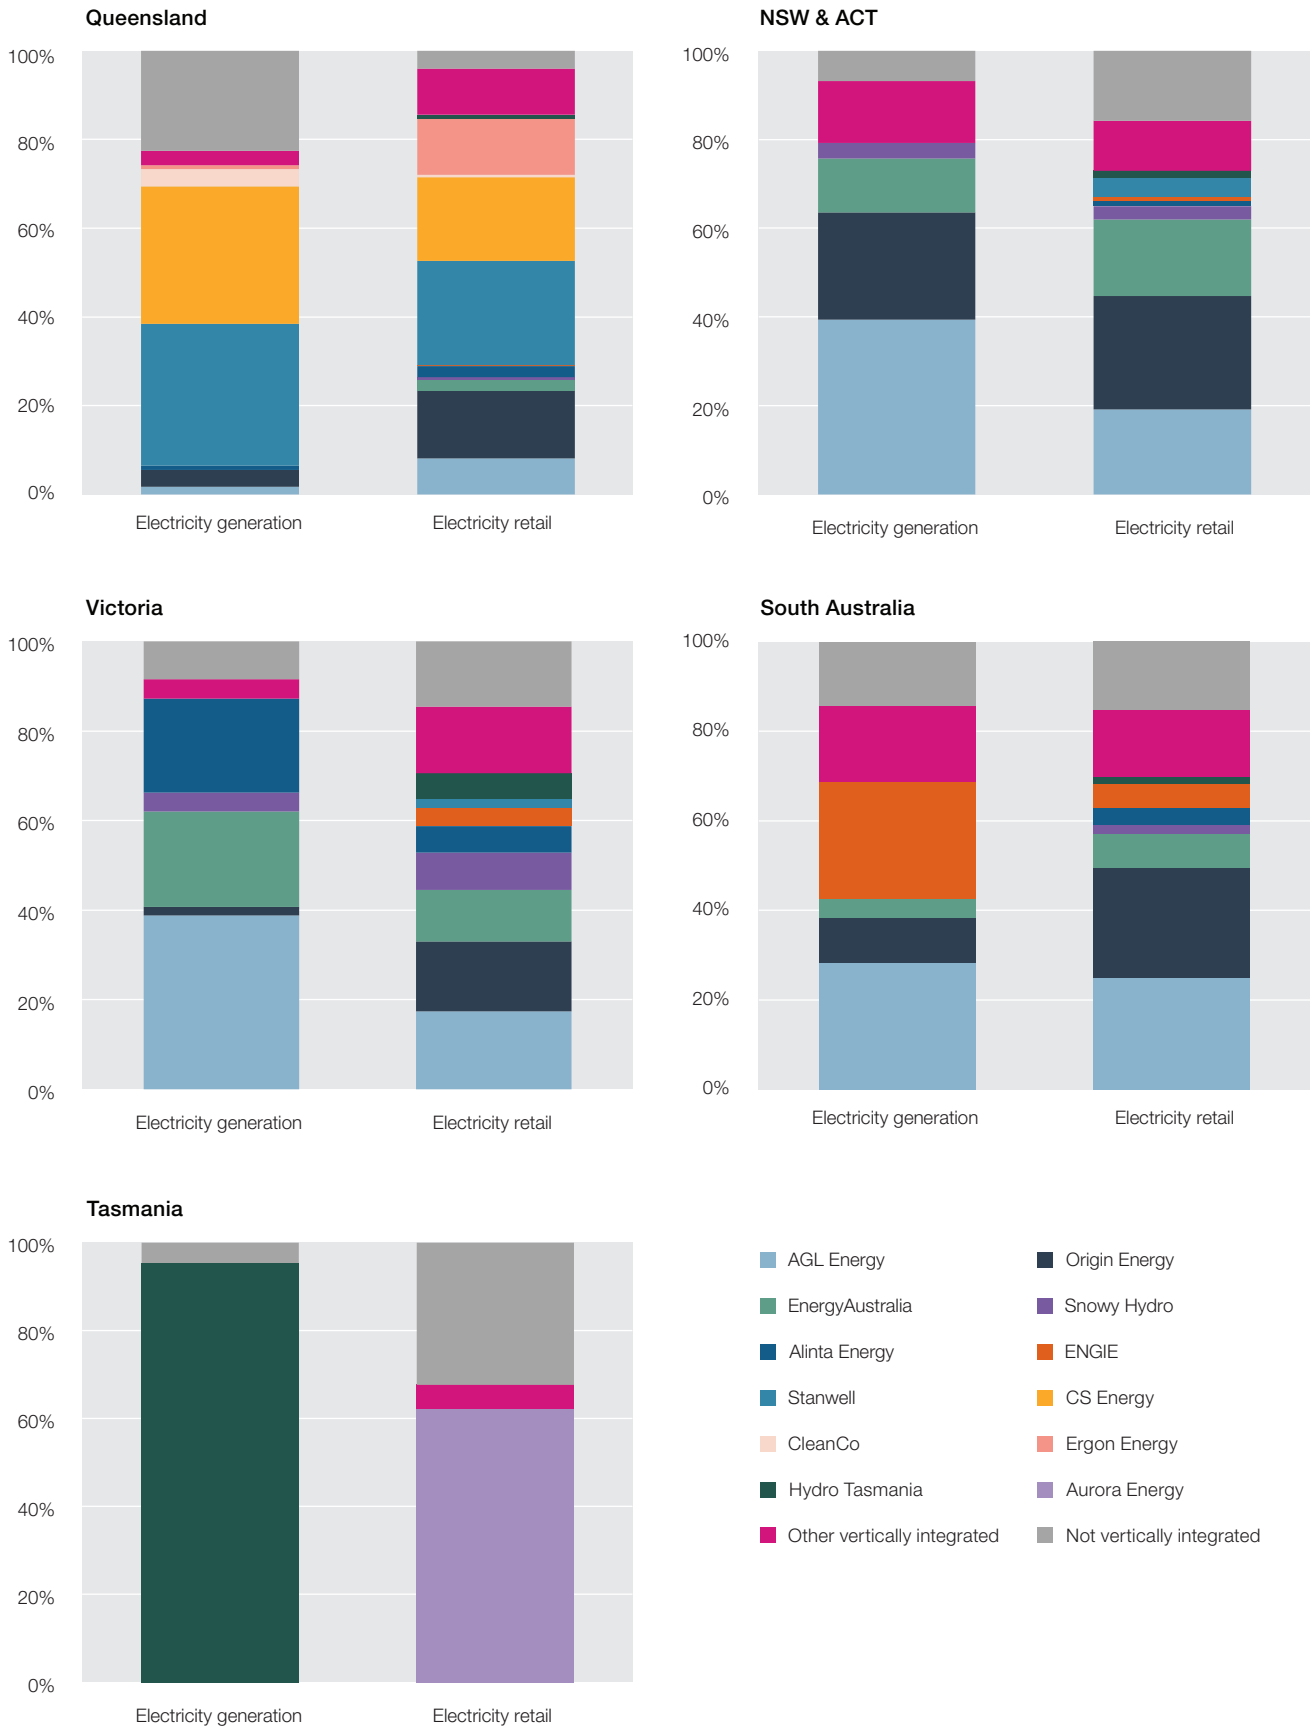 Queensland
100%
80%
60%
40%
20%
0%
Electricity generation
Electricity retail
NSW & ACT
100%
80%
60%
40%
20%
0%
Electricity generation
Electricity retail
Victoria
100%
80%
60%
40%
20%
0%
Electricity generation
Electricity retail
South Australia
100%
80%
60%
40%
20%
0%
Electricity generation
Electricity retail
Tasmania
100%
80%
60%
40%
20%
0%
Electricity generation
Electricity retail
AGL Energy
Origin Energy
EnergyAustralia
Snowy Hydro
Alinta Energy
ENGIE
Stanwell
CS Energy
CleanCo
Ergon Energy
Hydro Tasmania
Aurora Energy
Other vertically integrated
Not vertically integrated